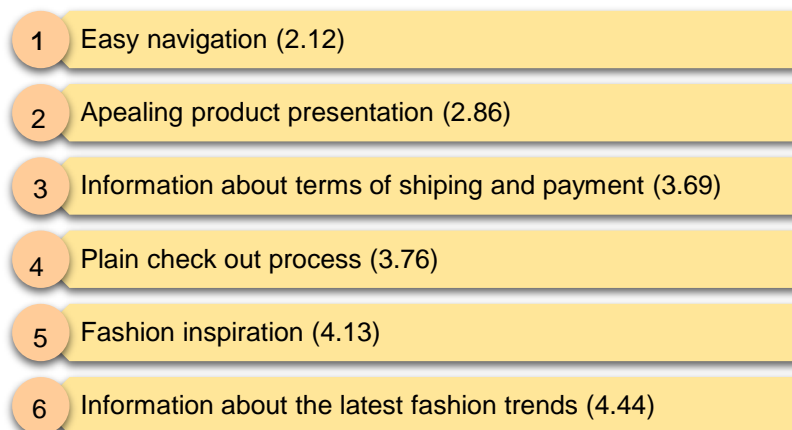 1 Easy navigation (2.12)
2 Apealing product presentation (2.86)
3 Information about terms of shiping and payment (3.69)
4 Plain check out process (3.76)
5 Fashion inspiration (4.13)
6 Information about the latest fashion trends (4.44)